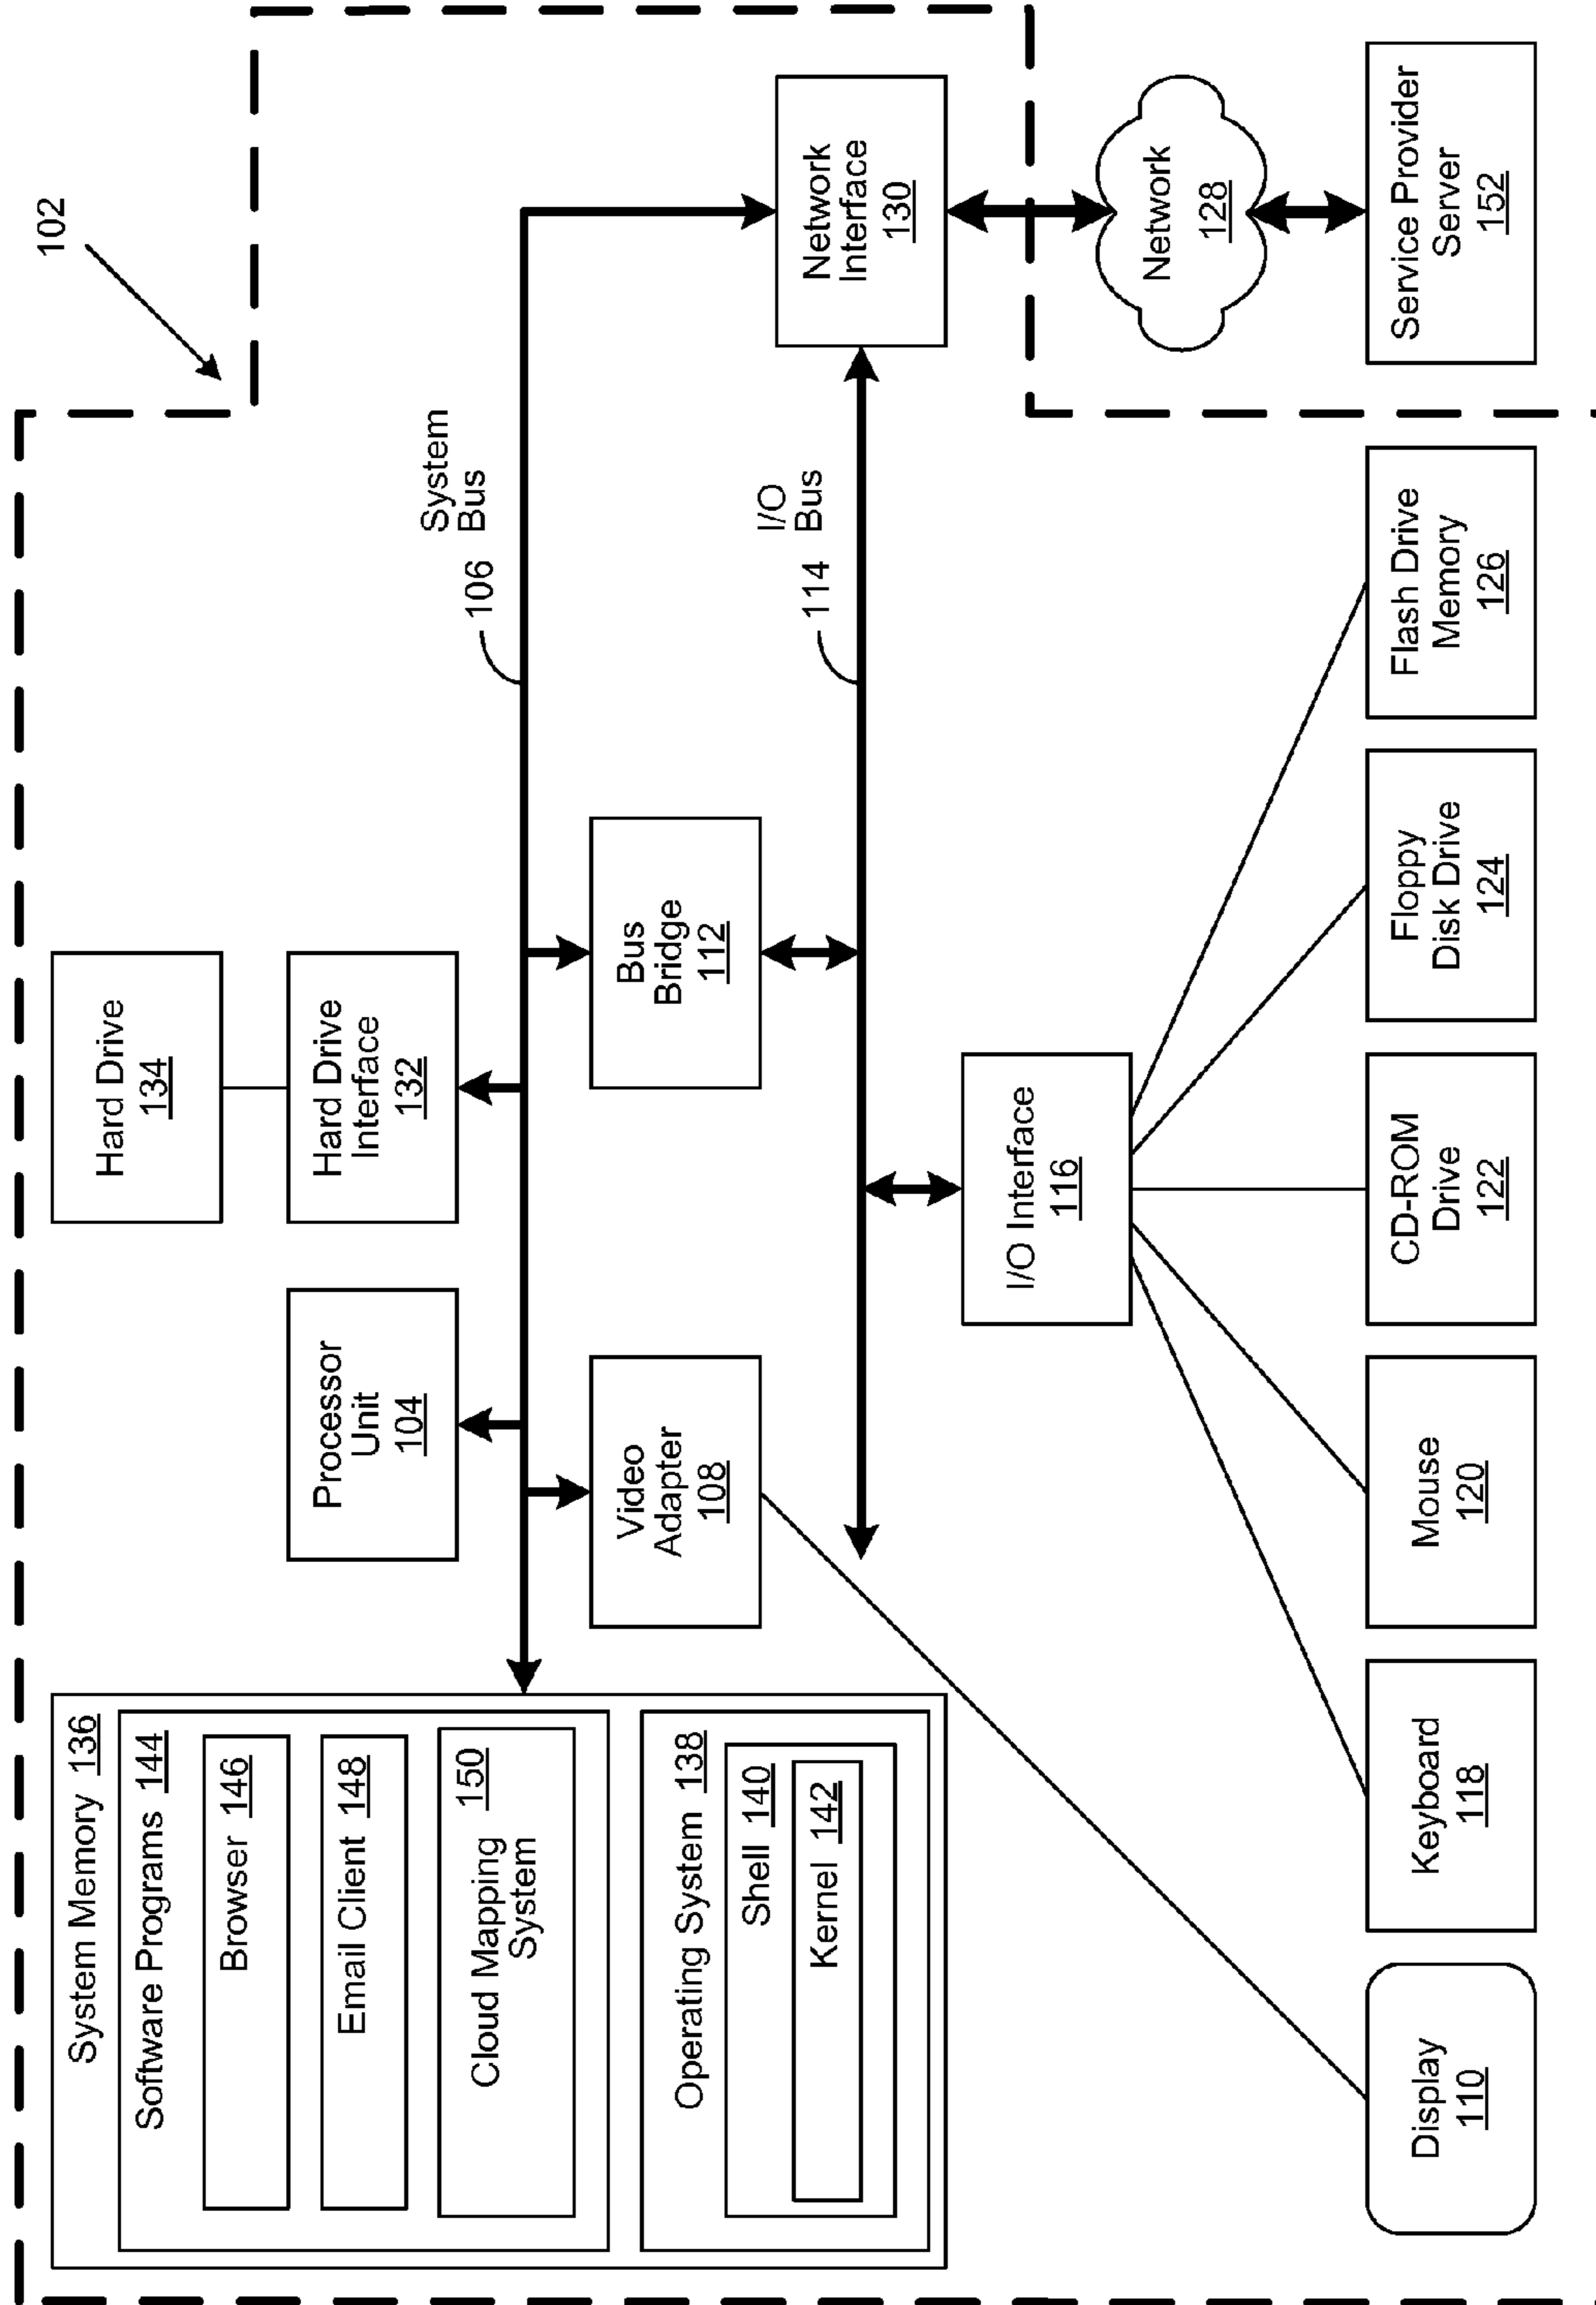 102
Hard Drive
134
System Memory 136
Software Programs 144
Browser 146
Email Client 148
Cloud Mapping 150
System
Operating System 138
Shell 140
Kernel 142
Processor
Unit
104
Hard Drive
Interface
132
System
Bus
106
Video
Adapter
108
Bus
Bridge
112
I/O
Bus
114
Network
Interface
130
I/O Interface
116
Network
128
Display
110
Keyboard
118
Mouse
120
CD-ROM
Drive
122
Floppy
Disk Drive
124
Flash Drive
Memory
126
Service Provider
Server
152